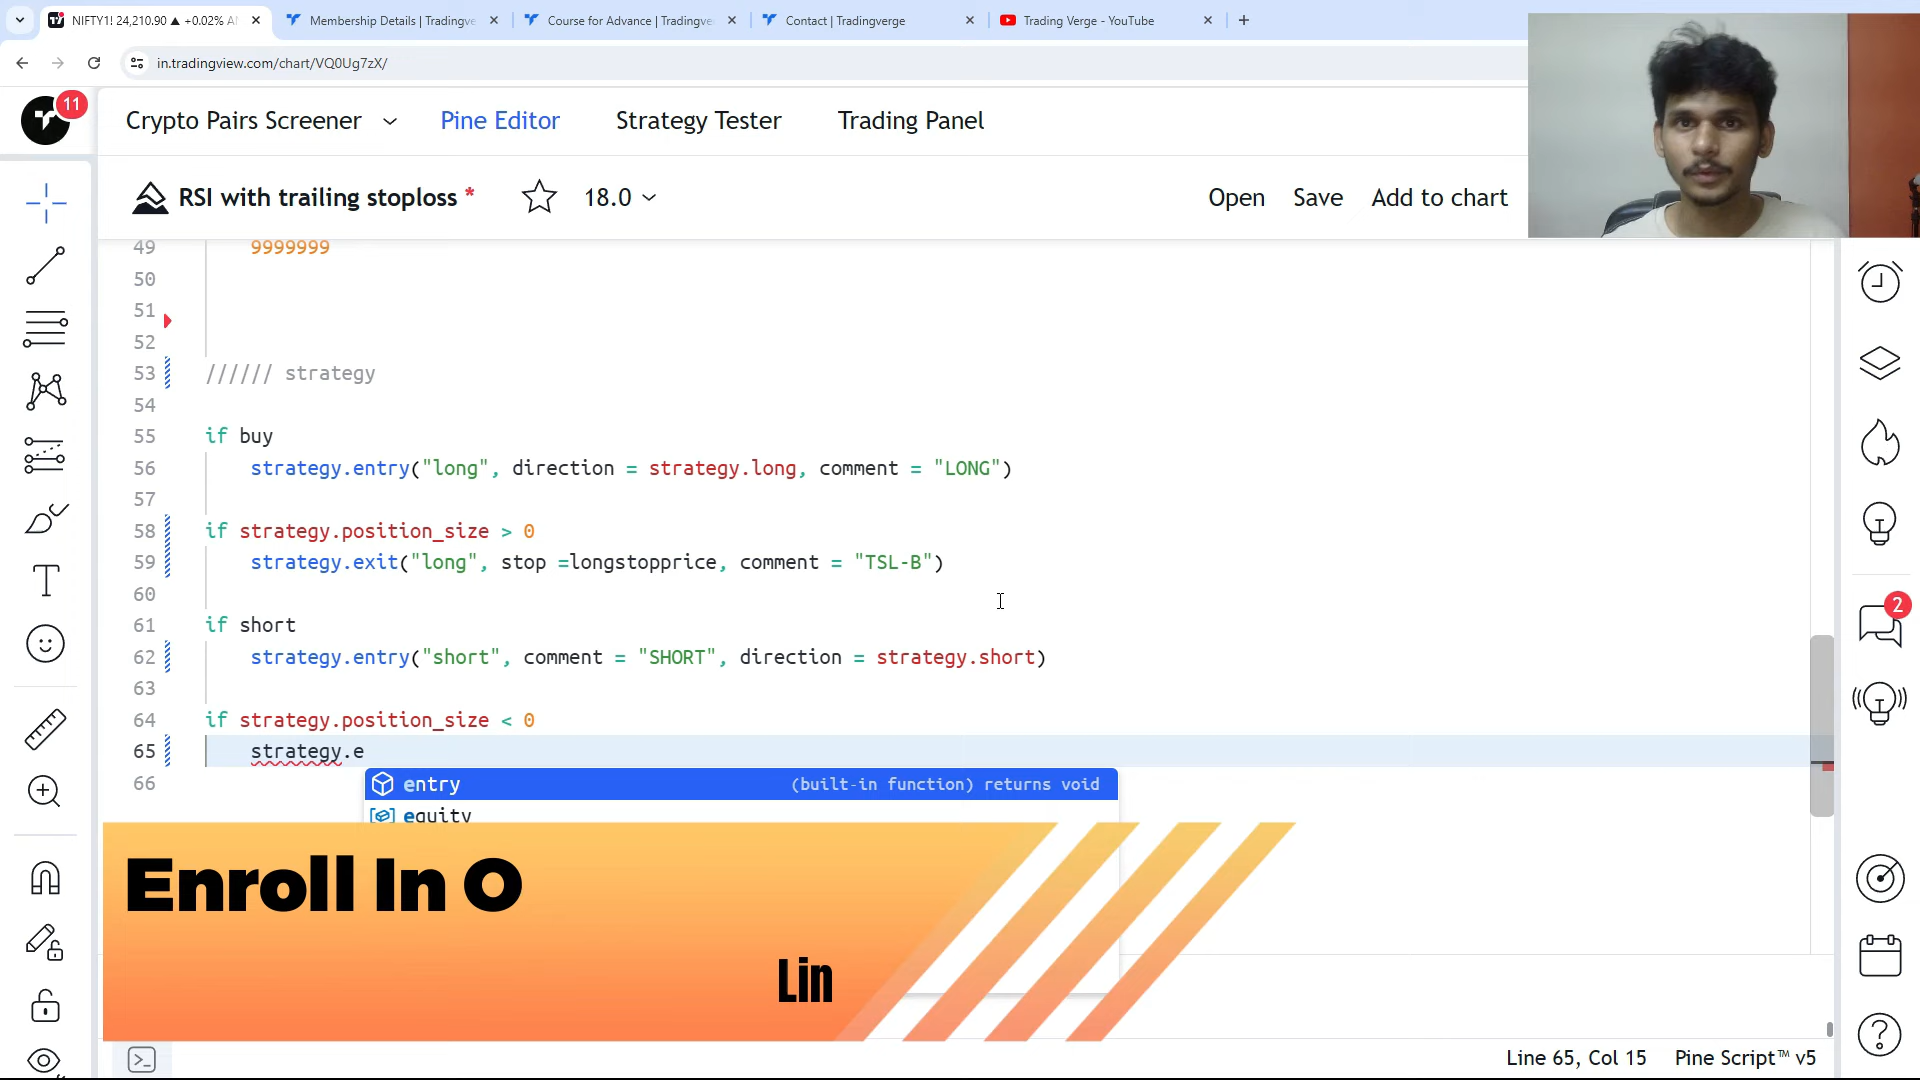 NIFTY1! 24,210.90 ▲ +0.02%
Membership Details | Tradingve
Course for Advance | Tradingve
Contact | Tradingverge
Trading Verge - YouTube
in.tradingview.com/chart/VQ0Ug7zX/
11
Crypto Pairs Screener
Pine Editor
Strategy Tester
Trading Panel
RSI with trailing stoploss *
18.0
Open
Save
Add to chart
49 9999999
50
51
52
53 ////// strategy
54
55 if buy
56 strategy.entry("long", direction = strategy.long, comment = "LONG")
57
58 if strategy.position_size > 0
59 strategy.exit("long", stop =longstopprice, comment = "TSL-B")
60
61 if short
62 strategy.entry("short", comment = "SHORT", direction = strategy.short)
63
64 if strategy.position_size < 0
65 strategy.e
66
entry (built-in function) returns void
equity
2
Enroll In O
Lin
Line 65, Col 15
Pine Script™ v5